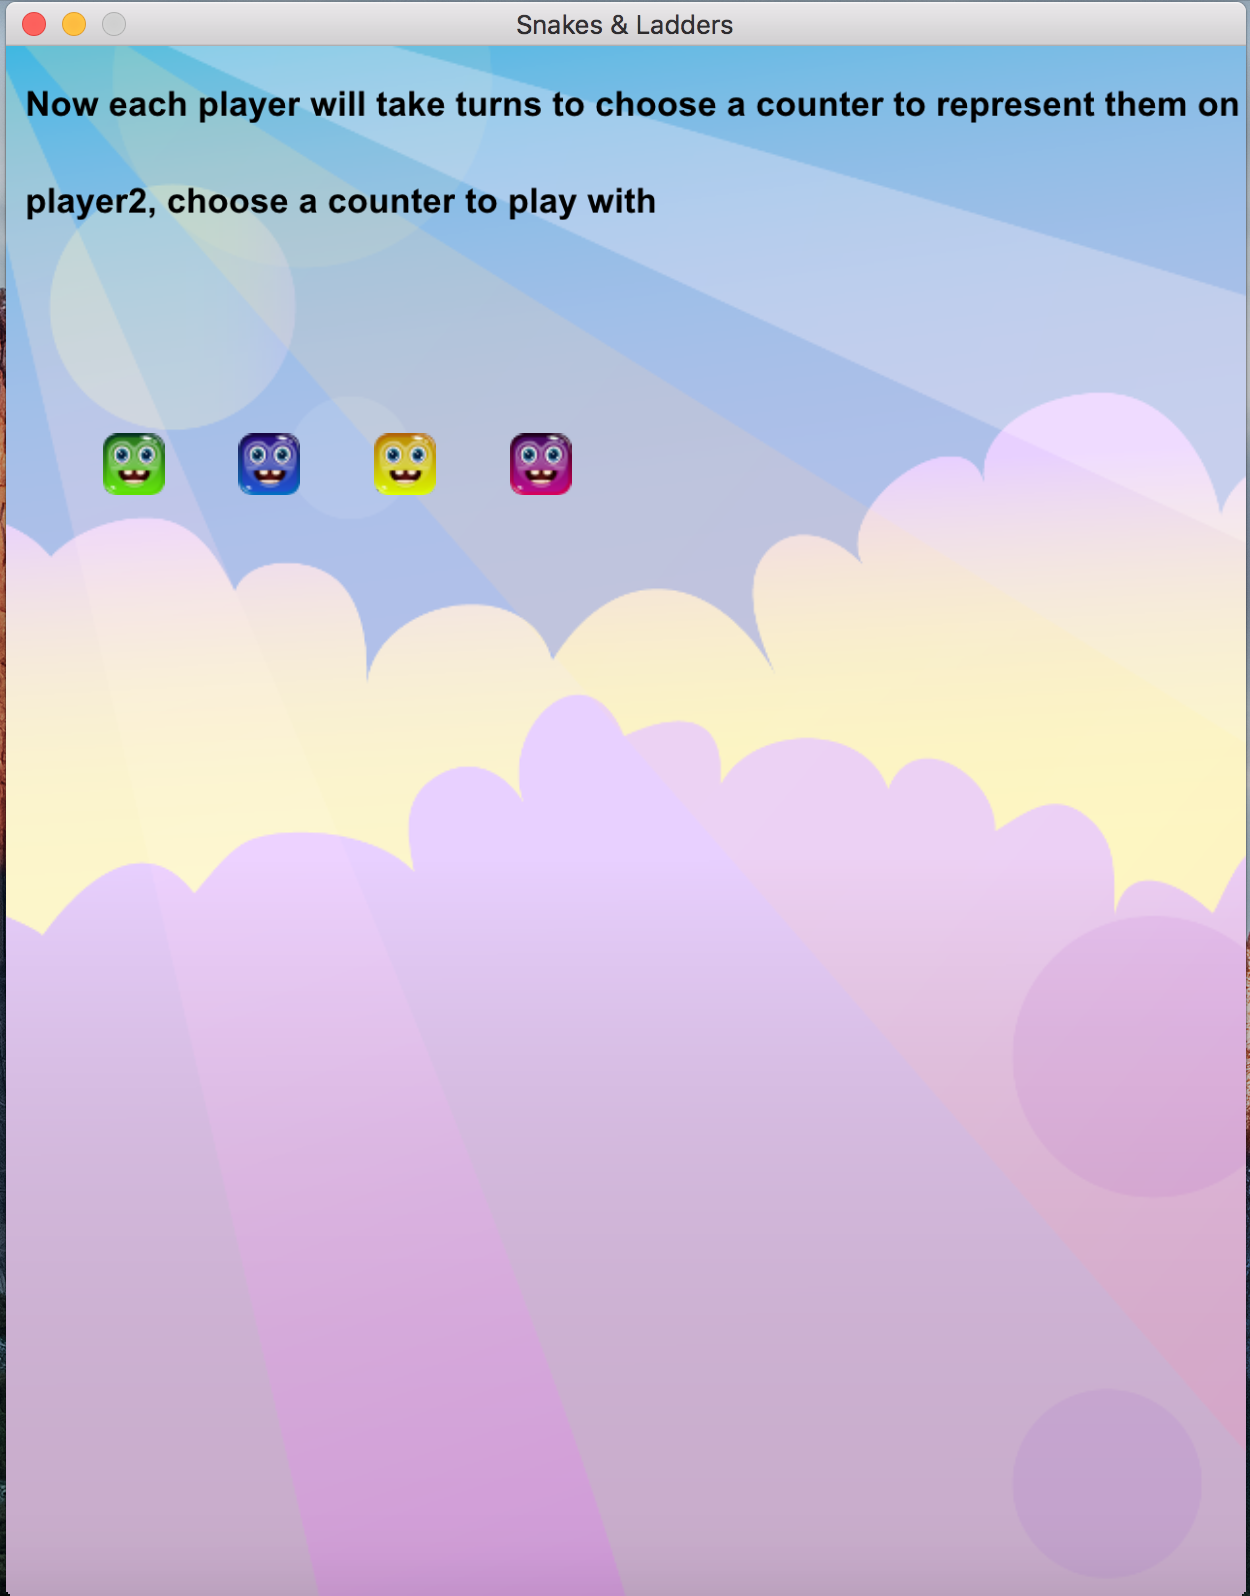 Snakes & Ladders
Now each player will take turns to choose a counter to represent them on
player2, choose a counter to play with